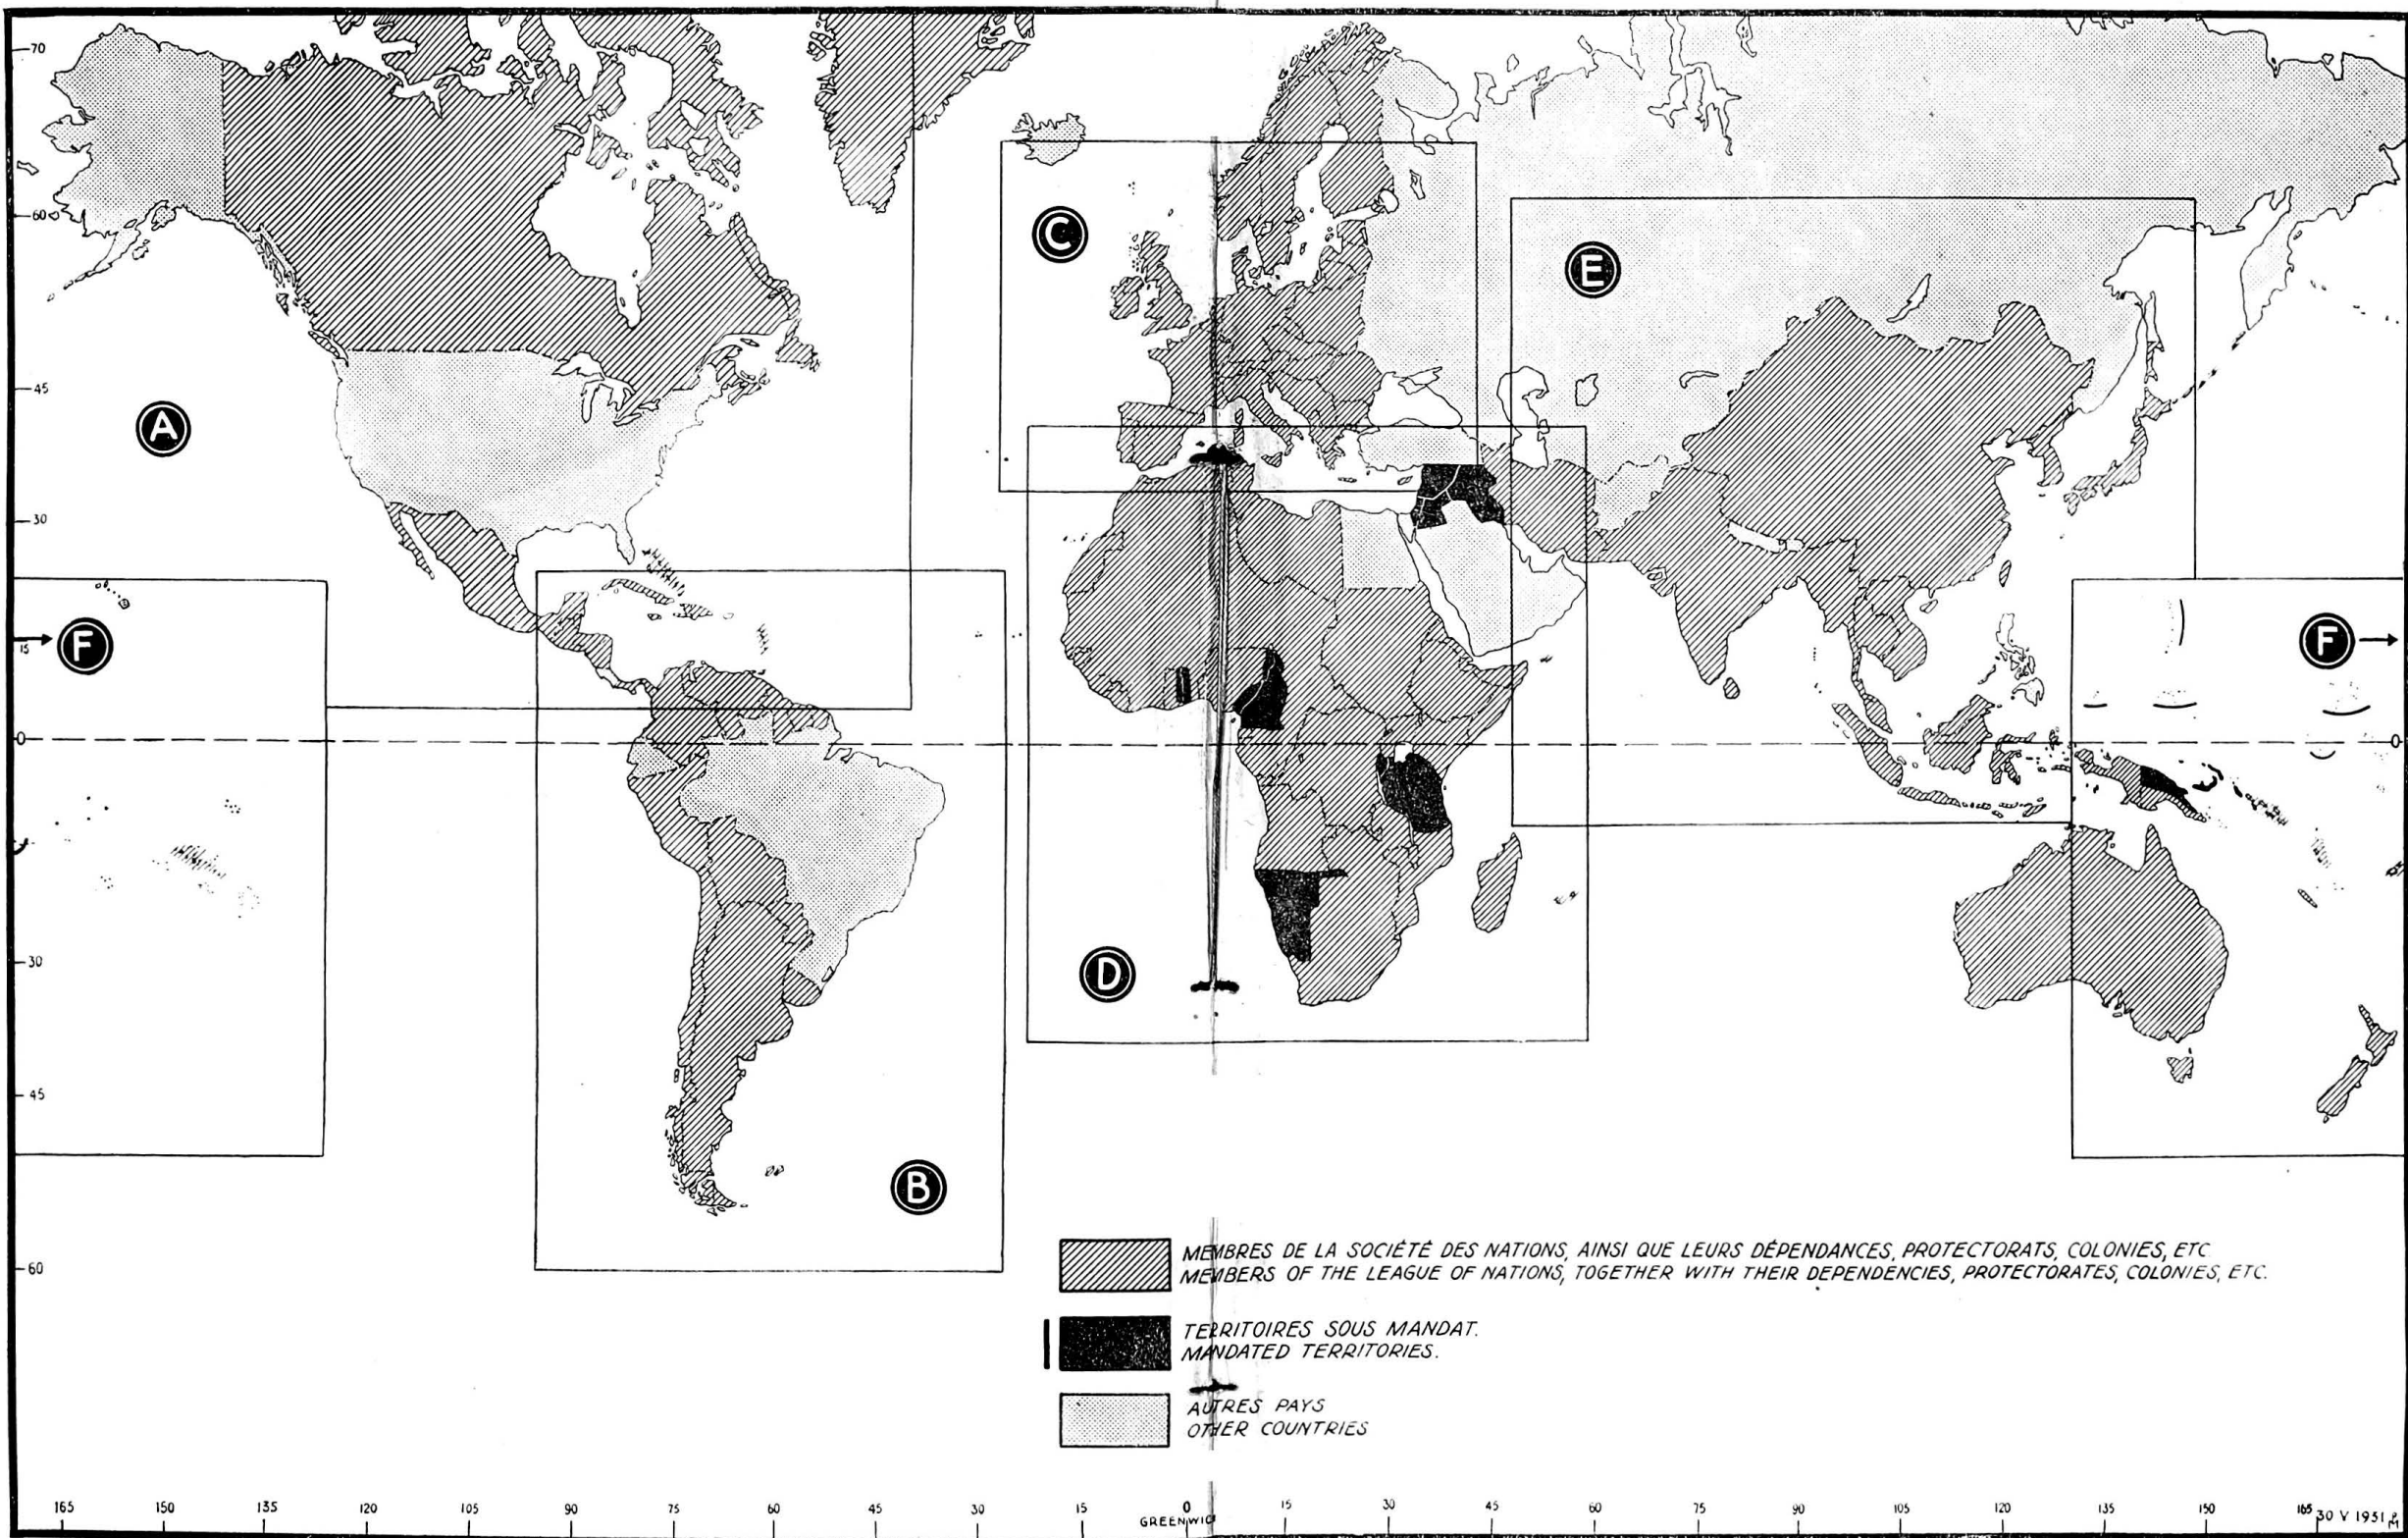 70
60
45
30
15
0
30
45
60
A
B
C
D
E
F
F
0
MEMBRES DE LA SOCIÉTÉ DES NATIONS, AINSI QUE LEURS DÉPENDANCES, PROTECTORATS, COLONIES, ETC
MEMBERS OF THE LEAGUE OF NATIONS, TOGETHER WITH THEIR DEPENDENCIES, PROTECTORATES, COLONIES, ETC.
TERRITOIRES SOUS MANDAT.
MANDATED TERRITORIES.
AUTRES PAYS
OTHER COUNTRIES
165 150 135 120 105 90 75 60 45 30 15 0 15 30 45 60 75 90 105 120 135 150 165
GREENWICH
30 V 1931